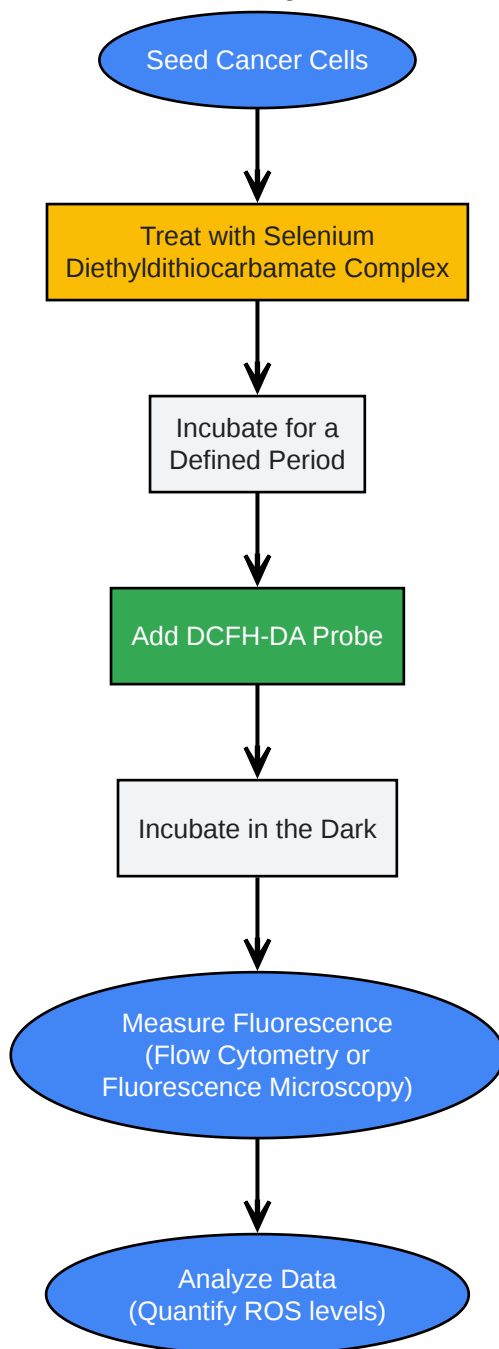 Seed Cancer Cells
Treat with Selenium
Diethyldithiocarbamate Complex
Incubate for a
Defined Period
Add DCFH-DA Probe
Incubate in the Dark
Measure Fluorescence
(Flow Cytometry or
Fluorescence Microscopy)
Analyze Data
(Quantify ROS levels)